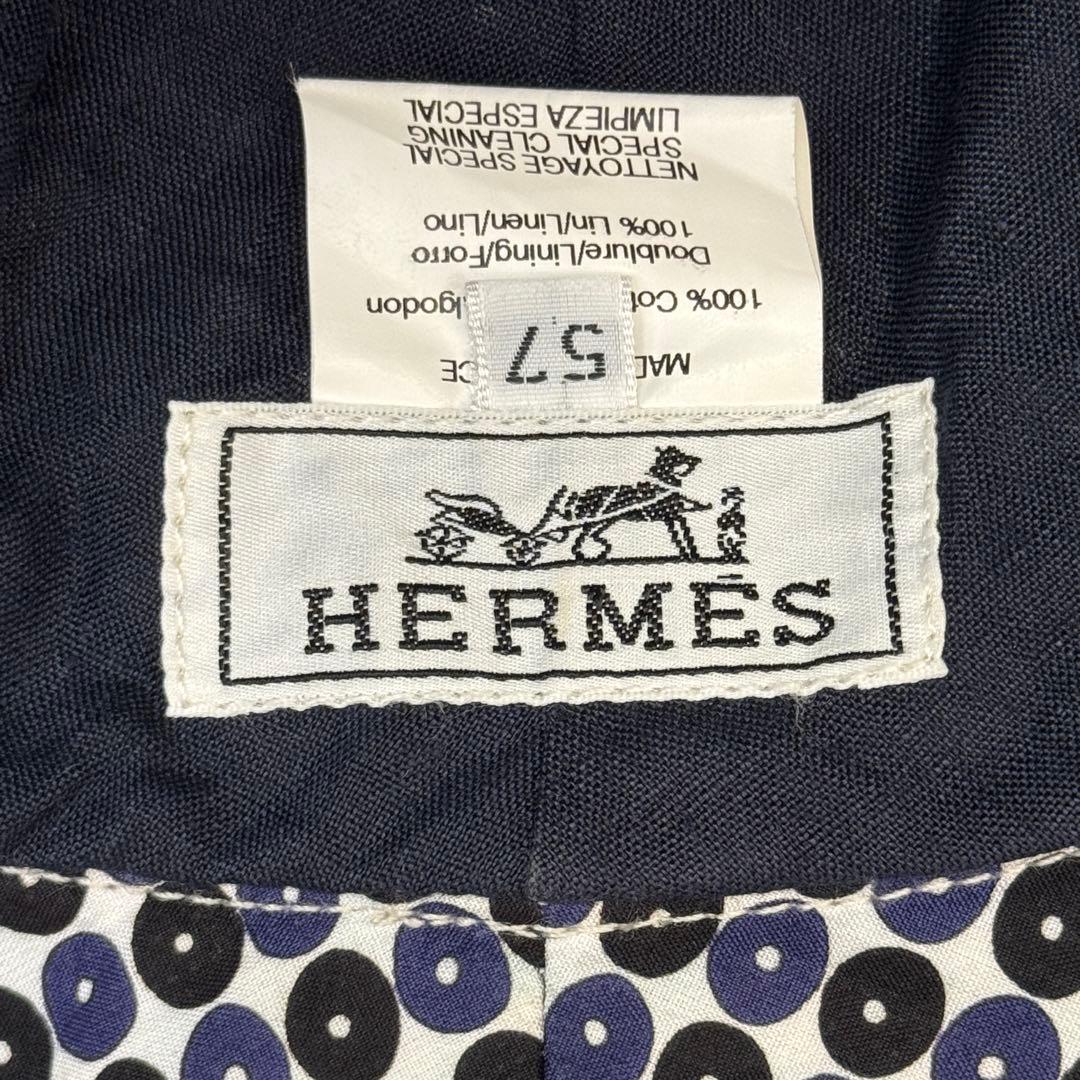 HERMÈS
57
MAD CE
100% Cot lgodon
Doublure/Lining/Forro
100% Lin/Linen/Lino
NETTOYAGE SPECIAL
SPECIAL CLEANING
LIMPIEZA ESPECIAL